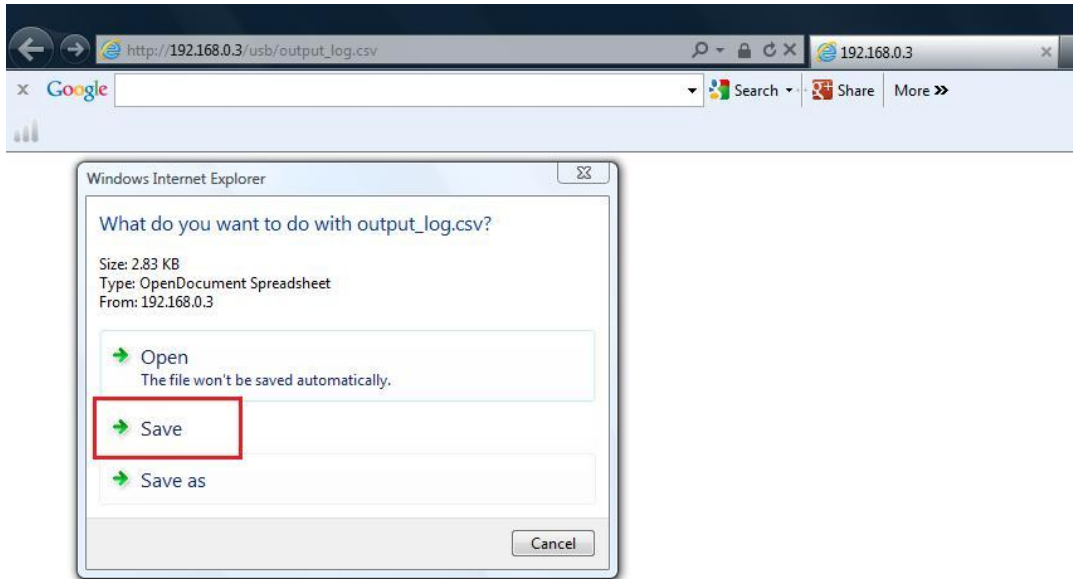 http://192.168.0.3/usb/output_log.csv
192.168.0.3
x Google Search Share More »
Windows Internet Explorer
What do you want to do with output_log.csv?
Size: 2.83 KB
Type: OpenDocument Spreadsheet
From: 192.168.0.3
Open
The file won't be saved automatically.
Save
Save as
Cancel